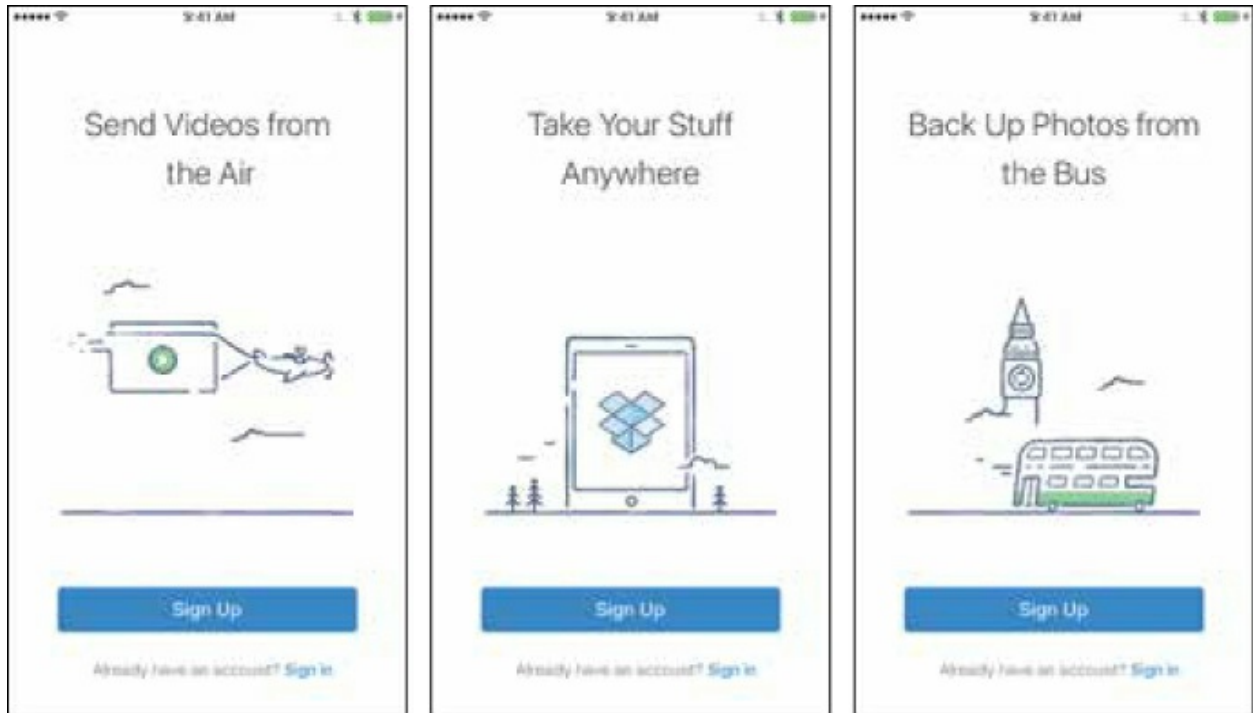 9:41 AM
Send Videos from
the Air
Sign Up
Already have an account? Sign in
9:41 AM
Take Your Stuff
Anywhere
Sign Up
Already have an account? Sign in
9:41 AM
Back Up Photos from
the Bus
Sign Up
Already have an account? Sign in